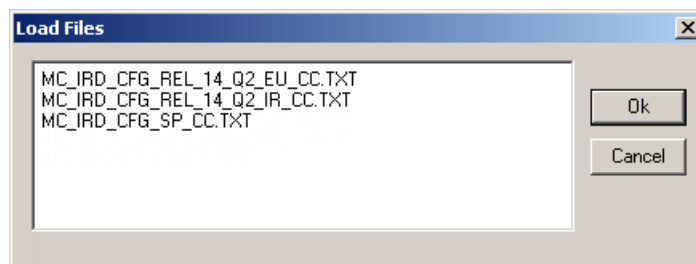 Load Files
MC_IRD_CFG_REL_14_Q2_EU_CC.TXT
MC_IRD_CFG_REL_14_Q2_IR_CC.TXT
MC_IRD_CFG_SP_CC.TXT
Ok
Cancel